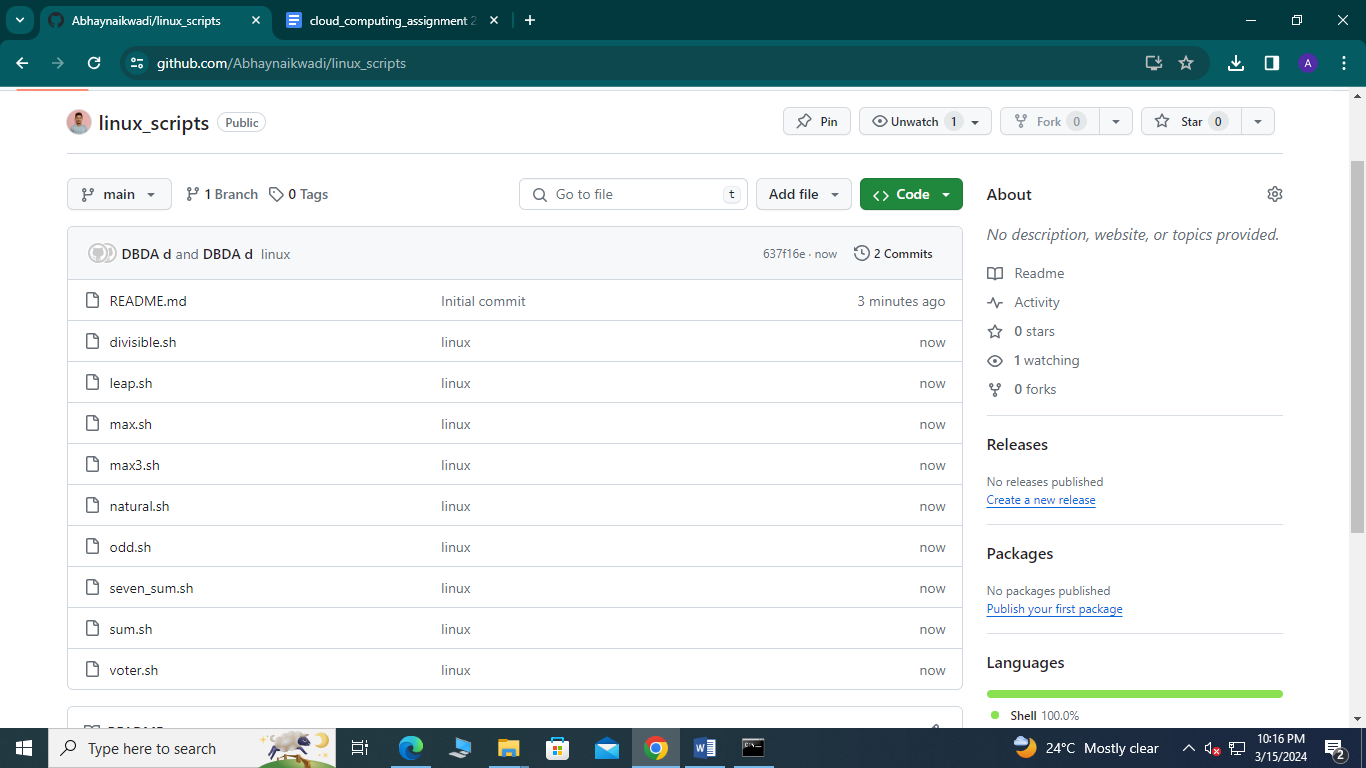 Abhaynaikwadi/linux_scripts
cloud_computing_assignment 2
github.com/Abhaynaikwadi/linux_scripts
A
linux_scripts Public
Pin
Unwatch 1
Fork 0
Star 0
main
1 Branch
0 Tags
Go to file t
Add file
Code
DBDA d and DBDA d linux
637f16e · now
2 Commits
README.md Initial commit 3 minutes ago
divisible.sh linux now
leap.sh linux now
max.sh linux now
max3.sh linux now
natural.sh linux now
odd.sh linux now
seven_sum.sh linux now
sum.sh linux now
voter.sh linux now
About
No description, website, or topics provided.
Readme
Activity
0 stars
1 watching
0 forks
Releases
No releases published
Create a new release
Packages
No packages published
Publish your first package
Languages
Shell 100.0%
Type here to search
24°C Mostly clear
10:16 PM
3/15/2024
2